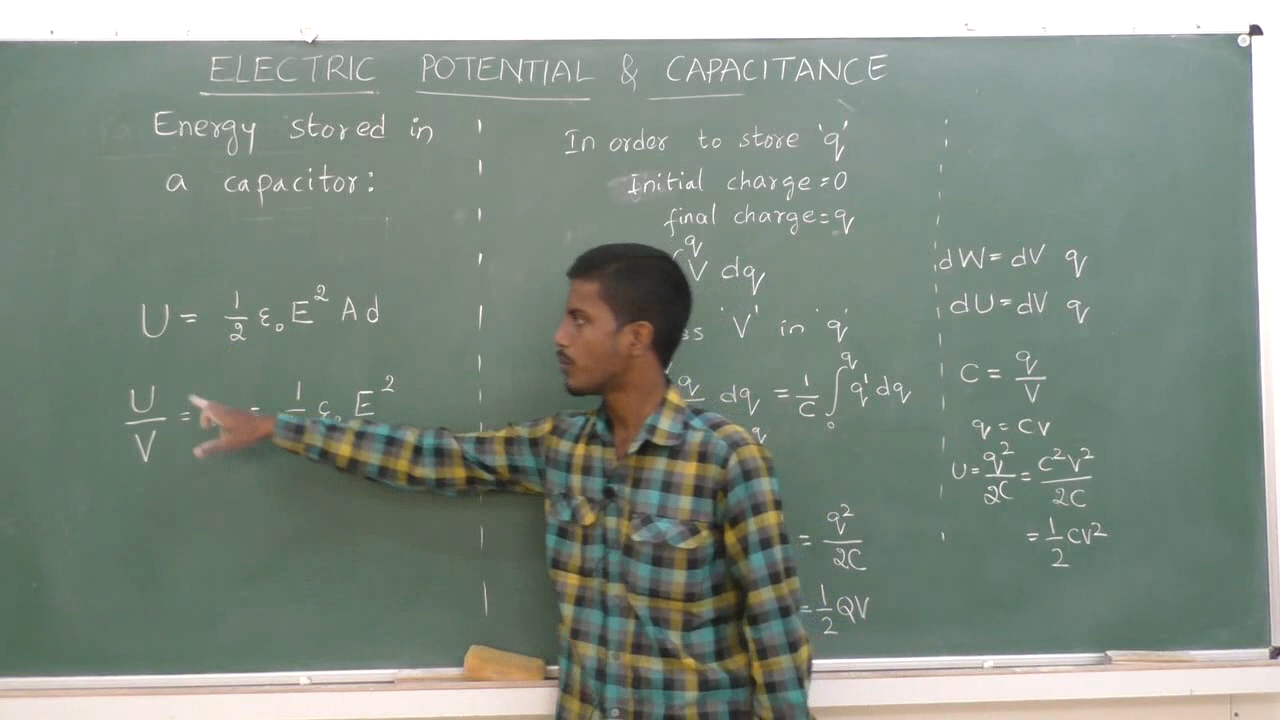 ELECTRIC POTENTIAL & CAPACITANCE
Energy stored in
a capacitor:
U = 1/2 ε₀ E² A d
U/V = = 1 ε₀ E²
In order to store 'q'
Initial charge = 0
final charge = q
q V dq
'V' in 'q'
q dq = 1/C ∫₀^q q' dq
q
= q²/2C
= 1/2 QV
dW = dV q
dU = dV q
C = q/V
q = CV
U = q²/2C = C²V²/2C
= 1/2 CV²